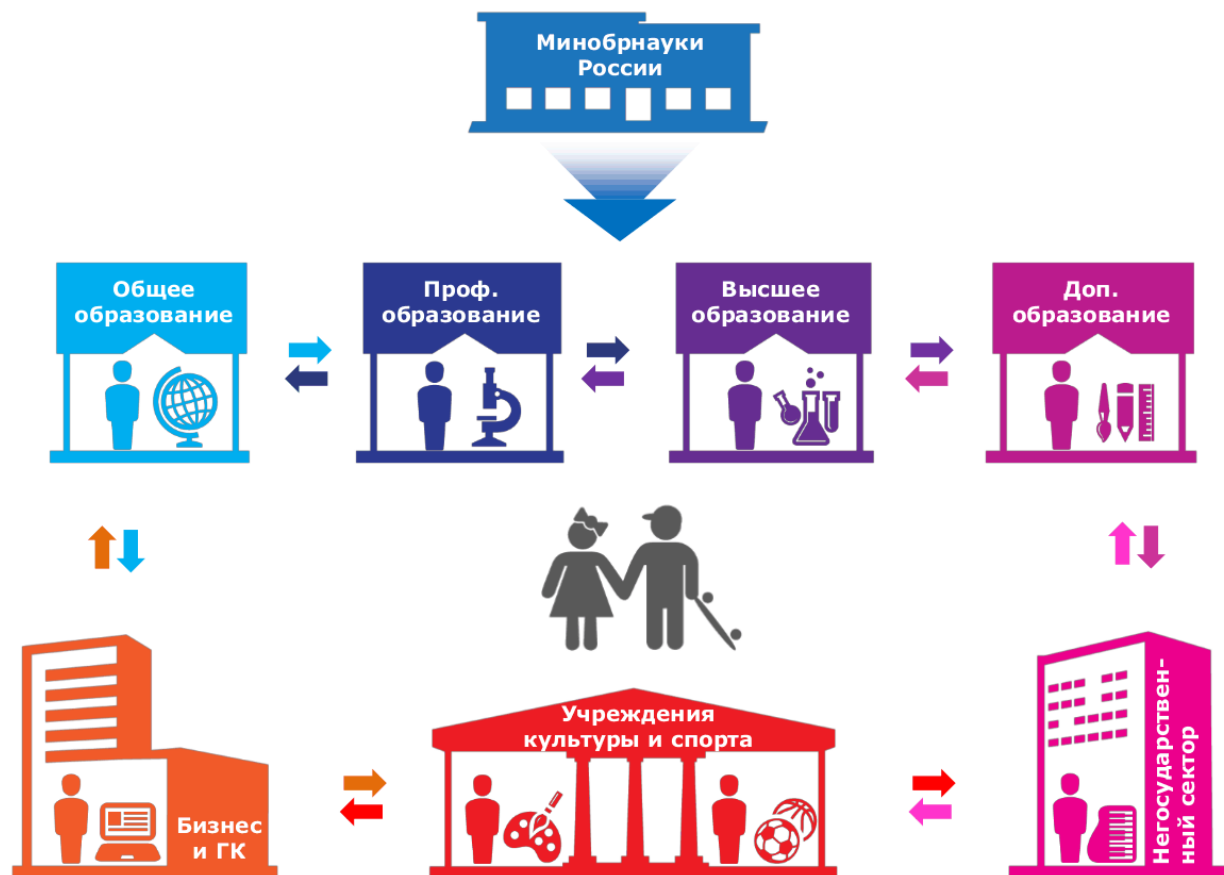 Минобрнауки
России
Общее
образование
Проф.
образование
Высшее
образование
Доп.
образование
Бизнес
и ГК
Учреждения
культуры и спорта
Негосударствен-
ный сектор